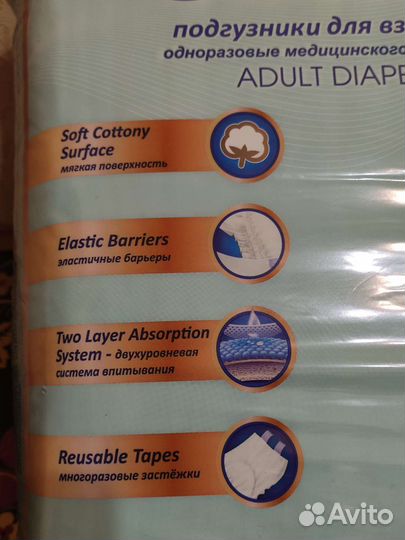 подгузники для вз
одноразовые медицинского
ADULT DIAPE
Soft Cottony
Surface
мягкая поверхность
Elastic Barriers
эластичные барьеры
Two Layer Absorption
System - двухуровневая
система впитывания
Reusable Tapes
многоразовые застёжки
Avito